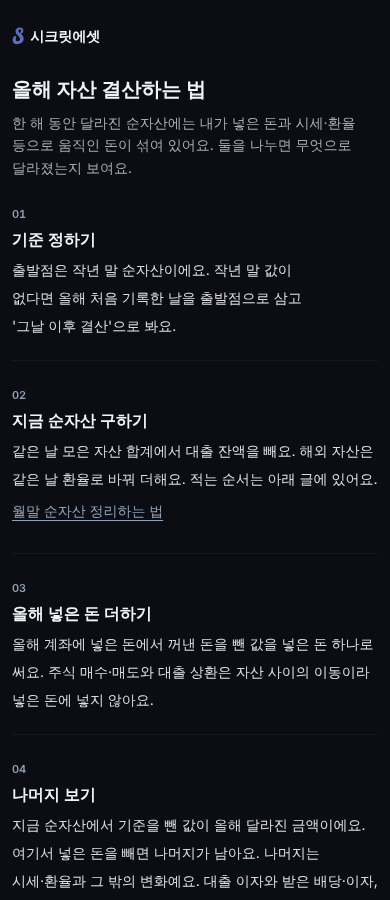 시크릿에셋
올해 자산 결산하는 법
한 해 동안 달라진 순자산에는 내가 넣은 돈과 시세·환율
등으로 움직인 돈이 섞여 있어요. 둘을 나누면 무엇으로
달라졌는지 보여요.
01
기준 정하기
출발점은 작년 말 순자산이에요. 작년 말 값이
없다면 올해 처음 기록한 날을 출발점으로 삼고
'그날 이후 결산'으로 봐요.
02
지금 순자산 구하기
같은 날 모은 자산 합계에서 대출 잔액을 빼요. 해외 자산은
같은 날 환율로 바꿔 더해요. 적는 순서는 아래 글에 있어요.
월말 순자산 정리하는 법
03
올해 넣은 돈 더하기
올해 계좌에 넣은 돈에서 꺼낸 돈을 뺀 값을 넣은 돈 하나로
써요. 주식 매수·매도와 대출 상환은 자산 사이의 이동이라
넣은 돈에 넣지 않아요.
04
나머지 보기
지금 순자산에서 기준을 뺀 값이 올해 달라진 금액이에요.
여기서 넣은 돈을 빼면 나머지가 남아요. 나머지는
시세·환율과 그 밖의 변화예요. 대출 이자와 받은 배당·이자,